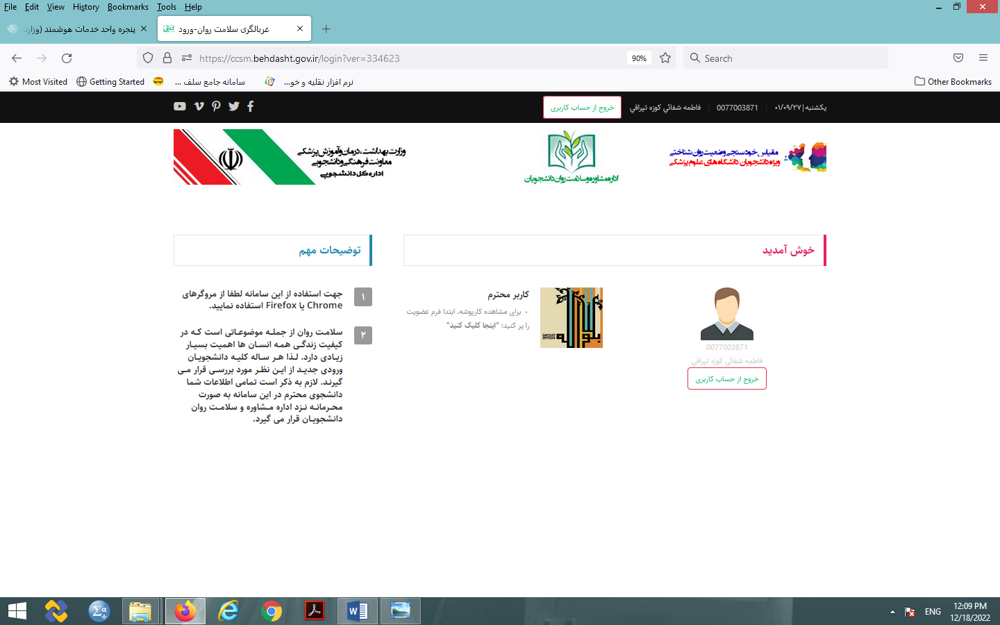 File Edit View History Bookmarks Tools Help
پنجره واحد خدمات هوشمند (وزارت
غربالگری سلامت روان-ورود
https://ccsm.behdasht.gov.ir/login?ver=334623
90%
Search
Most Visited
Getting Started
سامانه جامع سلف ...
نرم افزار نقلیه و خو...
Other Bookmarks
یکشنبه | ۰۱/۰۹/۲۷
0077003871
فاطمه شفائي كوزه تپراقي
خروج از حساب کاربری
مقیاس خودسنجی وضعیت روان شناختی
ویژه دانشجویان دانشگاه های علوم پزشکی
اداره مشاوره و سلامت روان دانشجویان
وزارت بهداشت، درمان و آموزش پزشکی
معاونت فرهنگی و دانشجویی
اداره کل دانشجویی
خوش آمدید
0077003871
فاطمه شفائي كوزه تپراقي
خروج از حساب کاربری
کاربر محترم
- برای مشاهده کارپوشه، ابتدا فرم عضویت
را پر کنید: "اینجا کلیک کنید"
توضیحات مهم
۱
جهت استفاده از این سامانه لطفا از مروگرهای
Chrome یا Firefox استفاده نمایید.
۲
سلامت روان از جمله موضوعاتی است که در
کیفیت زندگی همه انسان ها اهمیت بسیار
زیادی دارد. لذا هر ساله کلیه دانشجویان
ورودی جدید از این نظر مورد بررسی قرار می
گیرند. لازم به ذکر است تمامی اطلاعات شما
دانشجوی محترم در این سامانه به صورت
محرمانه نزد اداره مشاوره و سلامت روان
دانشجویان قرار می گیرد.
ENG
12:09 PM
12/18/2022